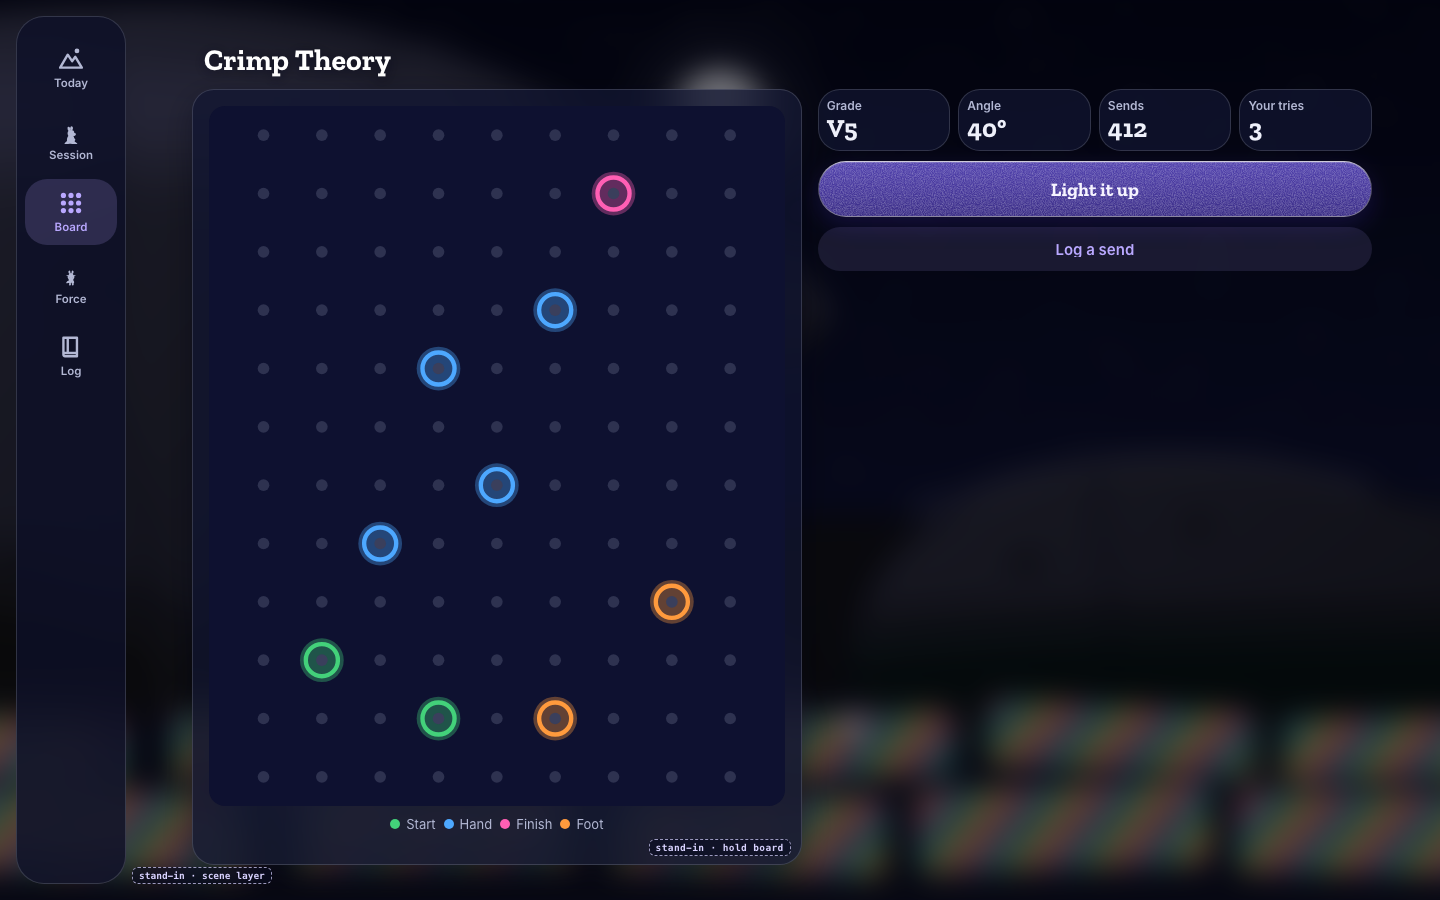 Today
Session
Board
Force
Log
Crimp Theory
Grade
V5
Angle
40°
Sends
412
Your tries
3
Light it up
Log a send
Start
Hand
Finish
Foot
stand-in · hold board
stand-in · scene layer